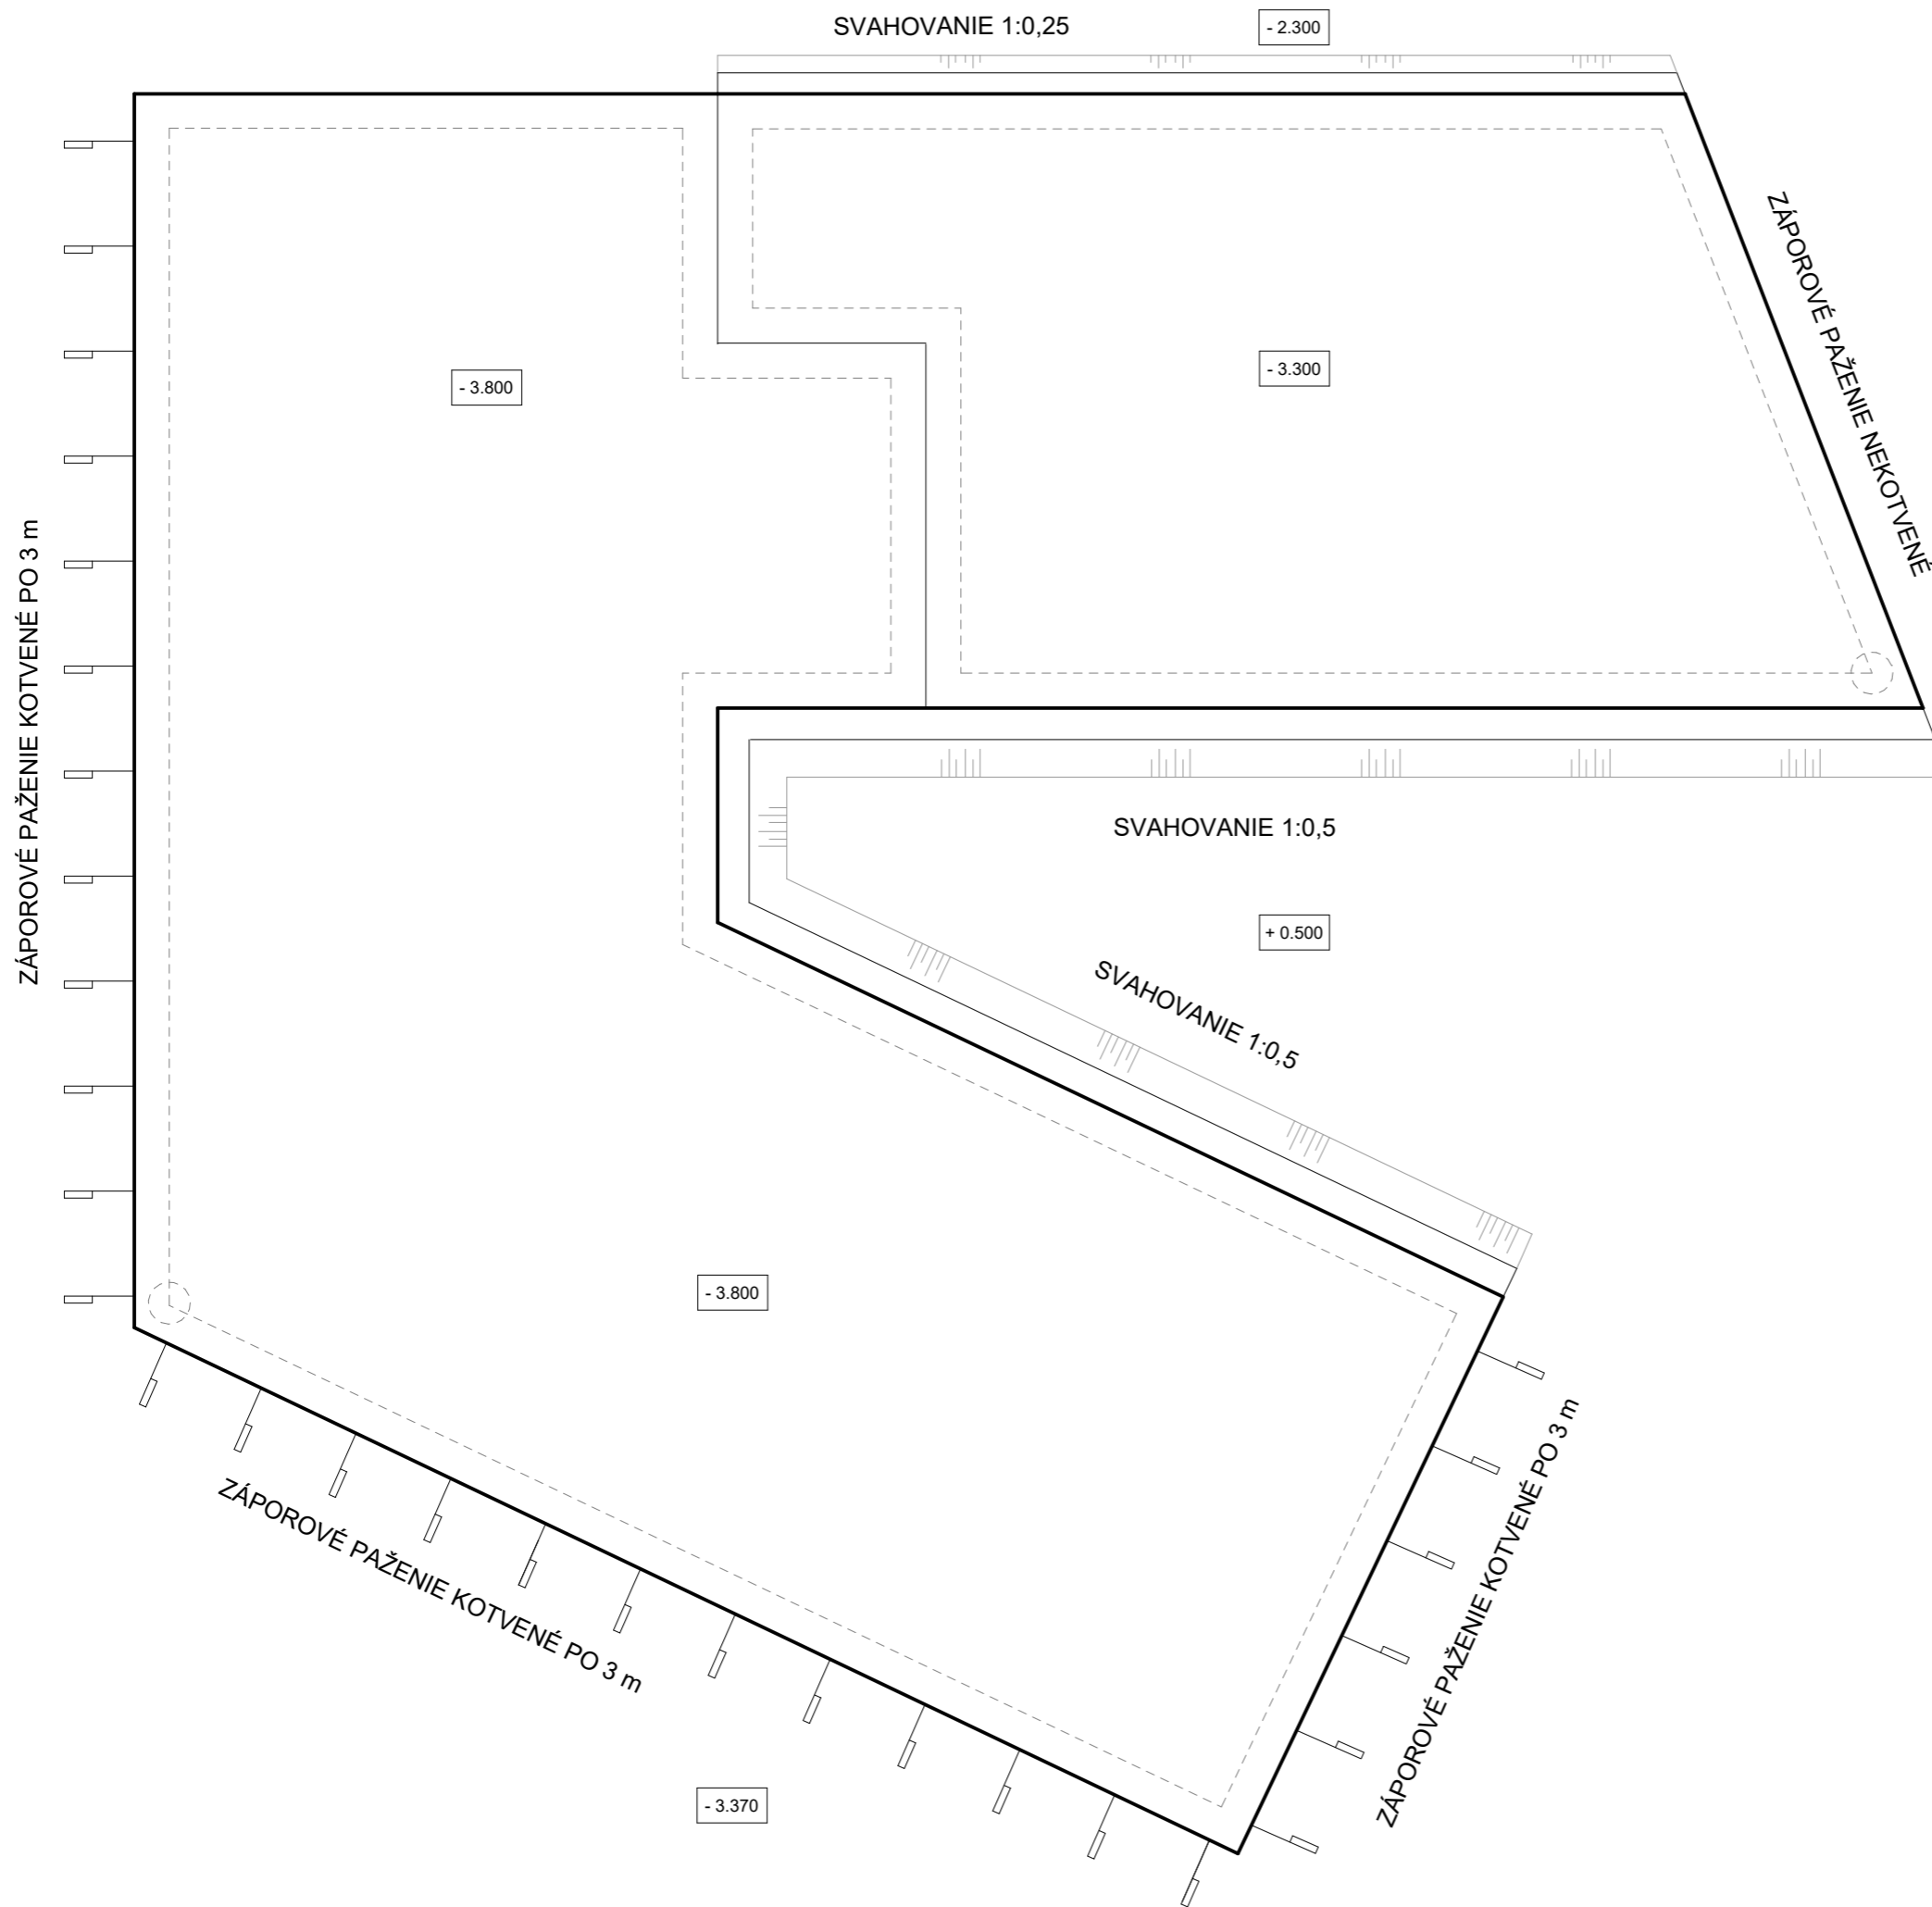 SVAHOVANIE 1:0,25
- 2.300
ZÁPOROVÉ PAŽENIE NEKOTVENÉ
- 3.300
- 3.800
ZÁPOROVÉ PAŽENIE KOTVENÉ PO 3 m
SVAHOVANIE 1:0,5
+ 0.500
SVAHOVANIE 1:0,5
- 3.800
ZÁPOROVÉ PAŽENIE KOTVENÉ PO 3 m
ZÁPOROVÉ PAŽENIE KOTVENÉ PO 3 m
- 3.370